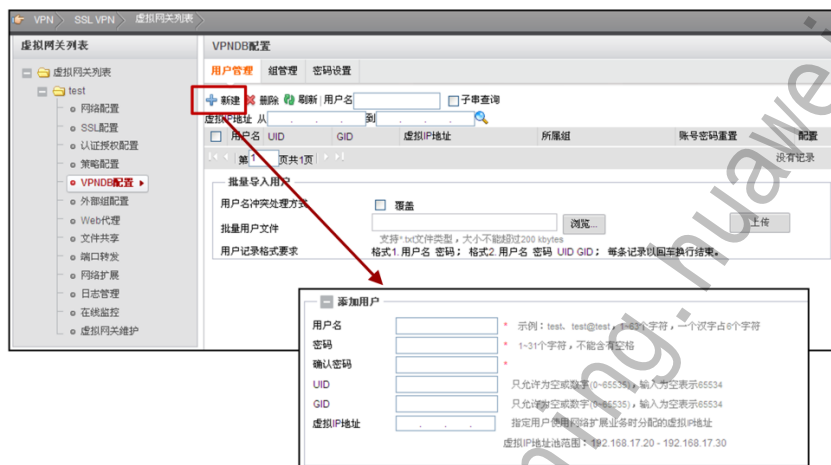 VPN SSL VPN 虚拟网关列表
虚拟网关列表
虚拟网关列表
test
网络配置
SSL配置
认证授权配置
策略配置
VPNDB配置
外部组配置
Web代理
文件共享
端口转发
网络扩展
日志管理
在线监控
虚拟网关维护
VPNDB配置
用户管理 组管理 密码设置
新建 删除 刷新 用户名 子串查询
虚拟IP地址 从 . . . 到 . . .
用户名 UID GID 虚拟IP地址 所属组 账号密码重置 配置
第 1 页共1页 没有记录
批量导入用户
用户名冲突处理方式 覆盖
批量用户文件 浏览... 上传
支持*.txt文件类型，大小不能超过200 kbytes
用户记录格式要求 格式1.用户名 密码； 格式2.用户名 密码 UID GID； 每条记录以回车换行结束。
添加用户
用户名 * 示例：test、test@test，1~63个字符，一个汉字占6个字符
密码 * 1~31个字符，不能含有空格
确认密码 *
UID 只允许为空或数字(0~65535)，输入为空表示65534
GID 只允许为空或数字(0~65535)，输入为空表示65534
虚拟IP地址 . . . 指定用户使用网络扩展业务时分配的虚拟IP地址
虚拟IP地址池范围：192.168.17.20 - 192.168.17.30
ning.huawe